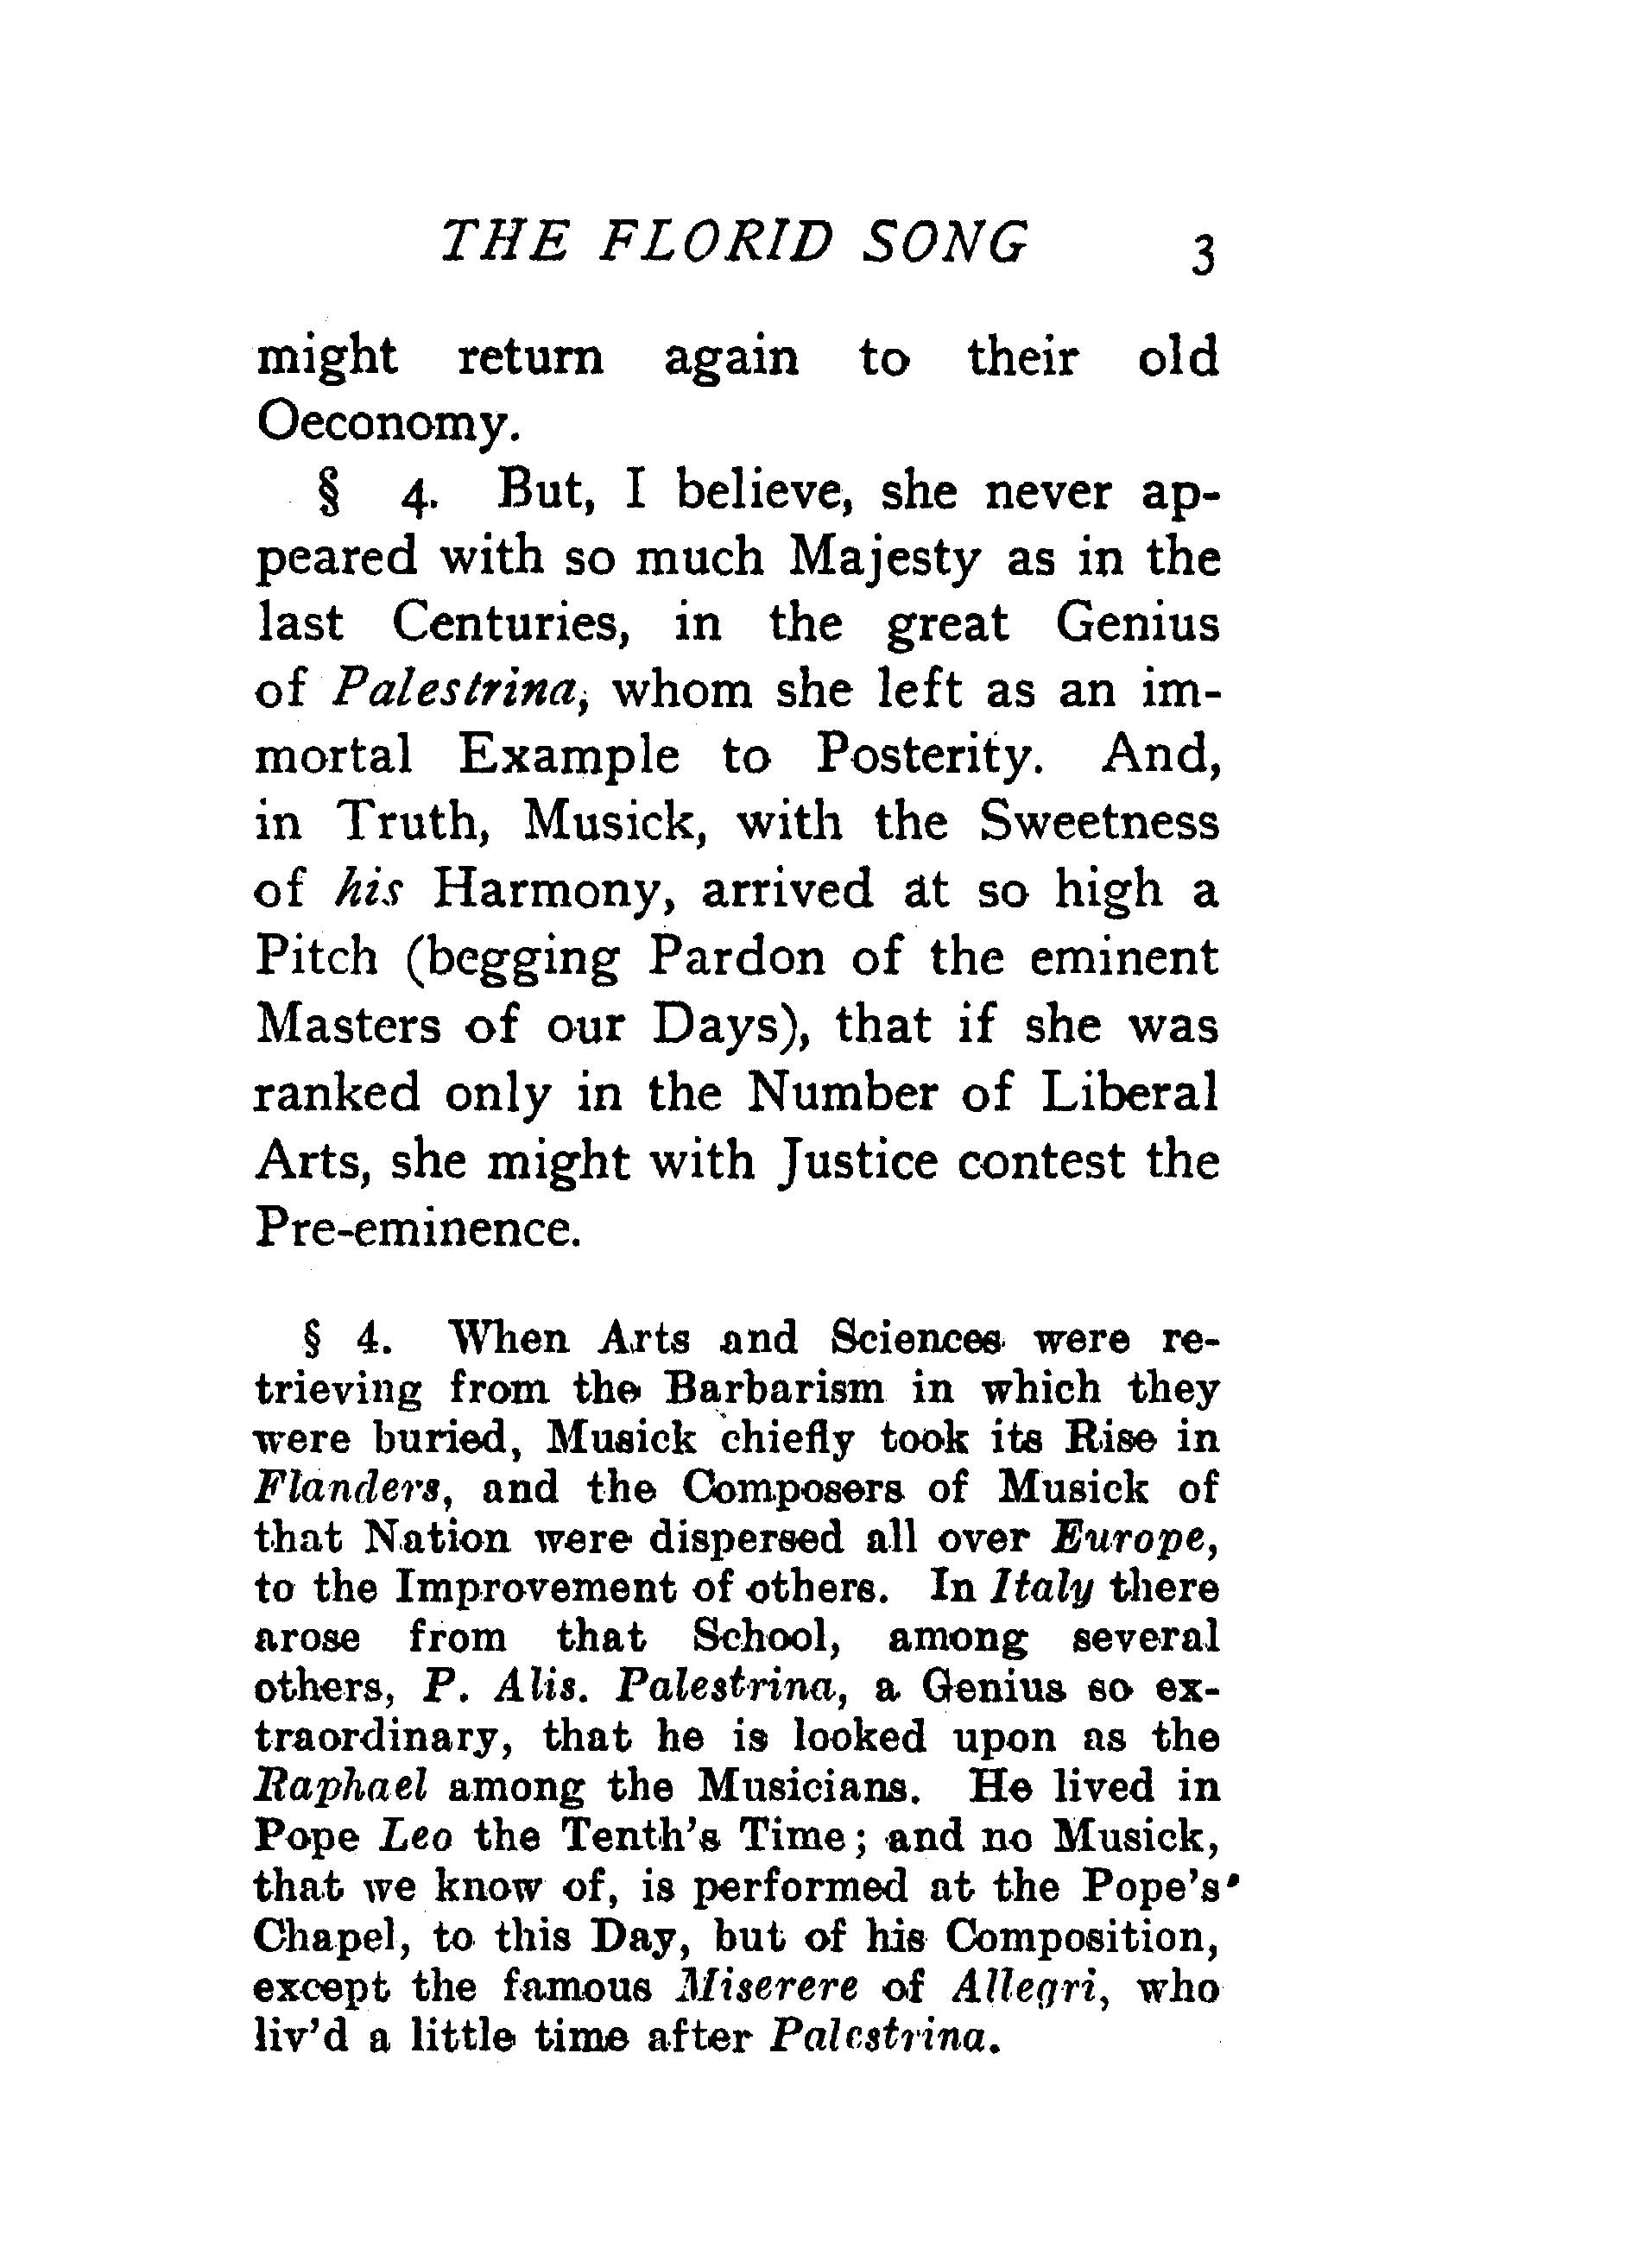 THE FLORID SONG 3
might return again to their old
Oeconomy.
§ 4. But, I believe, she never ap-
peared with so much Majesty as in the
last Centuries, in the great Genius
of Palestrina, whom she left as an im-
mortal Example to Posterity. And,
in Truth, Musick, with the Sweetness
of his Harmony, arrived at so high a
Pitch (begging Pardon of the eminent
Masters of our Days), that if she was
ranked only in the Number of Liberal
Arts, she might with Justice contest the
Pre-eminence.
§ 4. When Arts and Sciences were re-
trieving from the Barbarism in which they
were buried, Musick chiefly took its Rise in
Flanders, and the Composers of Musick of
that Nation were dispersed all over Europe,
to the Improvement of others. In Italy there
arose from that School, among several
others, P. Alis. Palestrina, a Genius so ex-
traordinary, that he is looked upon as the
Raphael among the Musicians. He lived in
Pope Leo the Tenth's Time; and no Musick,
that we know of, is performed at the Pope's
Chapel, to this Day, but of his Composition,
except the famous Miserere of Allegri, who
liv'd a little time after Palestrina.